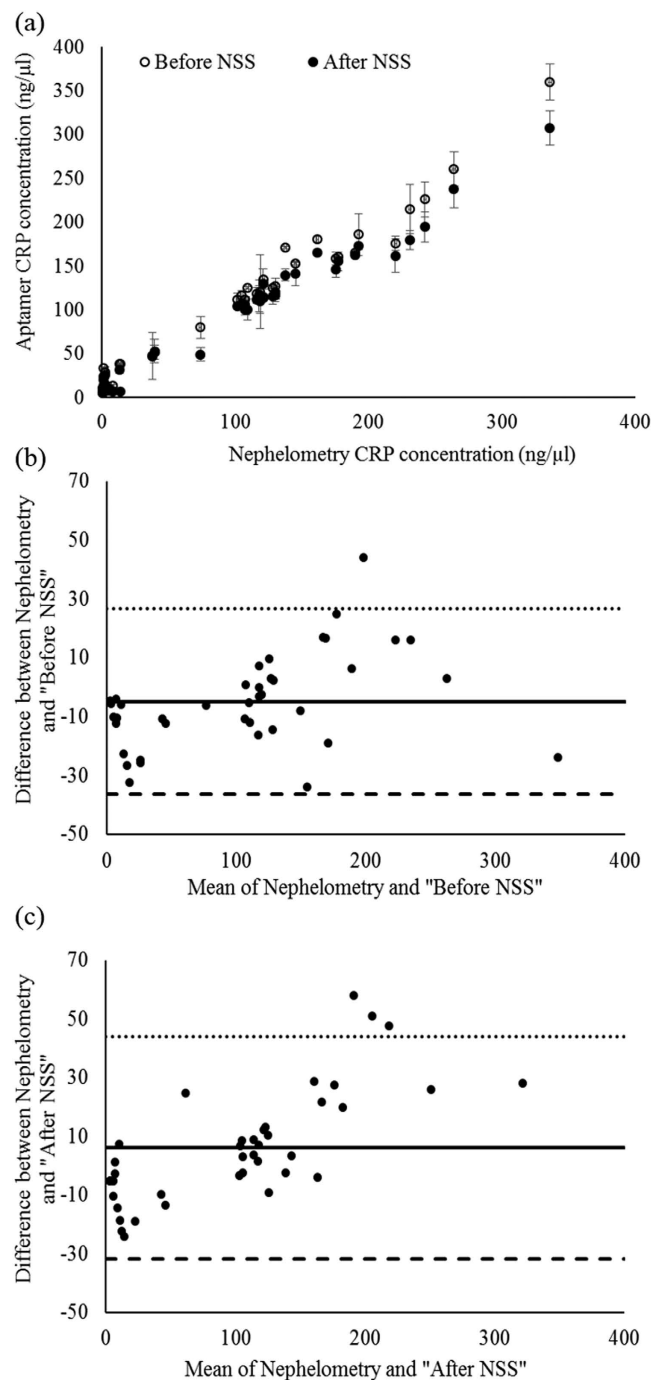 (a)
400
350
300
250
200
150
100
50
0
Aptamer CRP concentration (ng/µl)
Before NSS
After NSS
0
100
200
300
400
Nephelometry CRP concentration (ng/µl)
(b)
70
50
30
10
-10
-30
-50
Difference between Nephelometry
and "Before NSS"
0
100
200
300
400
Mean of Nephelometry and "Before NSS"
(c)
70
50
30
10
-10
-30
-50
Difference between Nephelometry
and "After NSS"
0
100
200
300
400
Mean of Nephelometry and "After NSS"